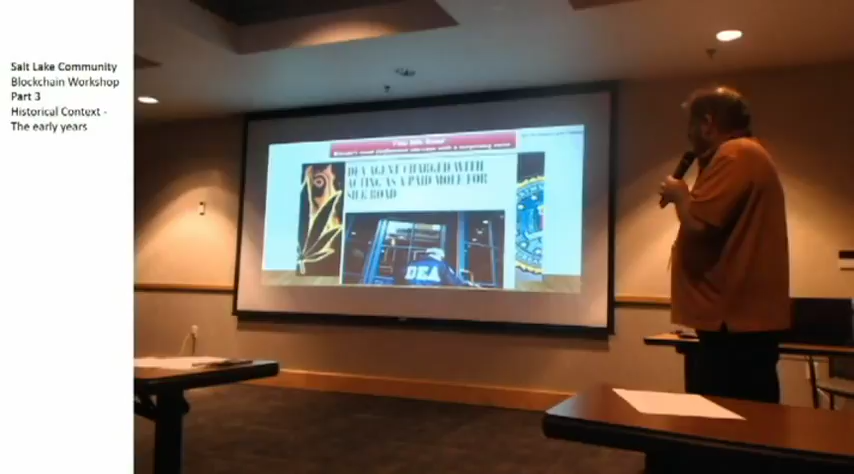 Salt Lake Community
Blockchain Workshop
Part 3
Historical Context -
The early years
DEA AGENT CHARGED WITH
ACTING AS A PAID MOLE FOR
SILK ROAD
DEA